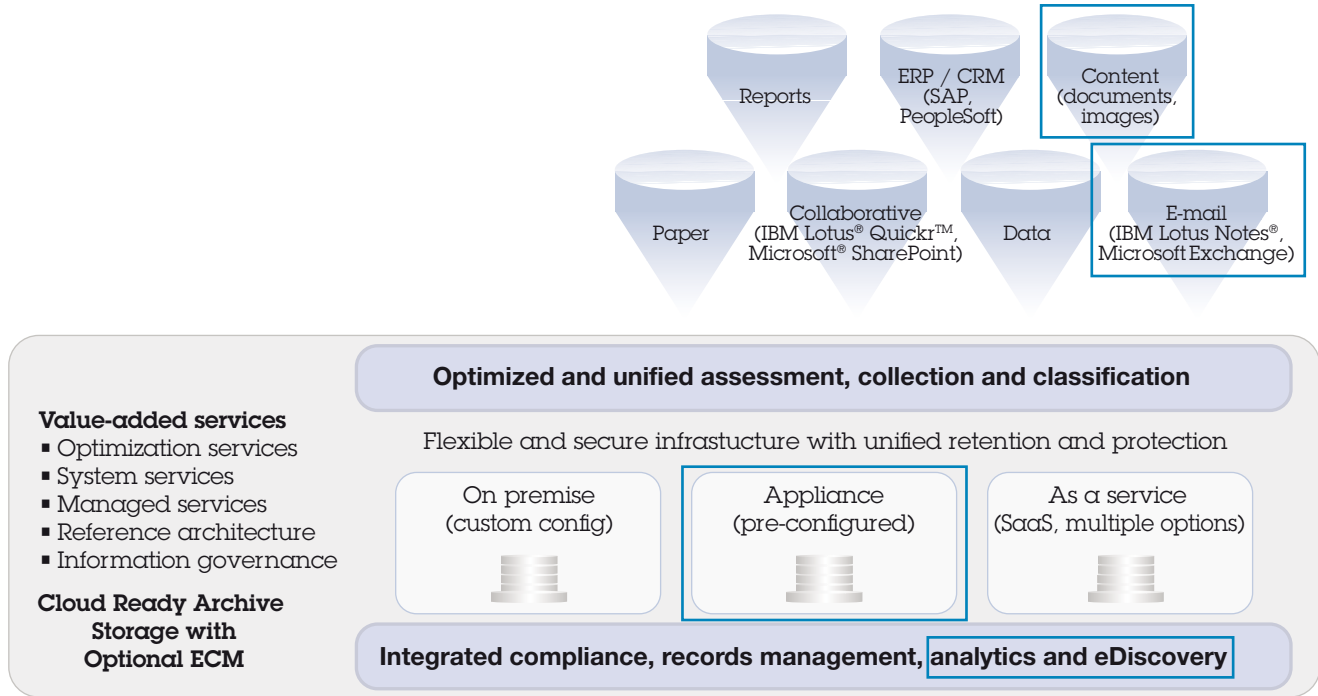 Reports
ERP / CRM
(SAP,
PeopleSoft)
Content
(documents,
images)
Paper
Collaborative
(IBM Lotus® Quickr™,
Microsoft® SharePoint)
Data
E-mail
(IBM Lotus Notes®,
Microsoft Exchange)
Optimized and unified assessment, collection and classification
Value-added services
▪ Optimization services
▪ System services
▪ Managed services
▪ Reference architecture
▪ Information governance
Cloud Ready Archive
Storage with
Optional ECM
Flexible and secure infrastucture with unified retention and protection
On premise
(custom config)
Appliance
(pre-configured)
As a service
(SaaS, multiple options)
Integrated compliance, records management, analytics and eDiscovery